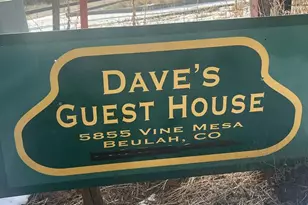 DAVE'S
GUEST HOUSE
5855 VINE MESA
BEULAH, CO